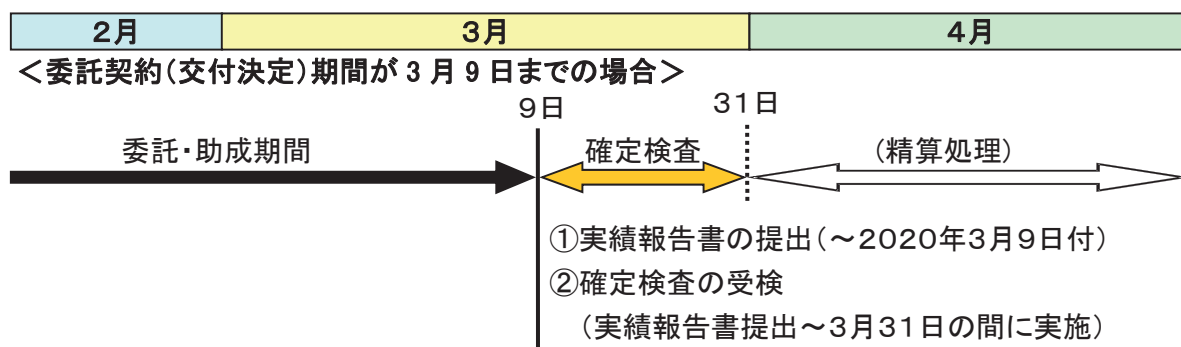 2月 3月 4月
＜委託契約（交付決定）期間が 3 月 9 日までの場合＞
9日 31日
委託・助成期間 確定検査 （精算処理）
①実績報告書の提出（～2020年3月9日付）
②確定検査の受検
（実績報告書提出～3月31日の間に実施）